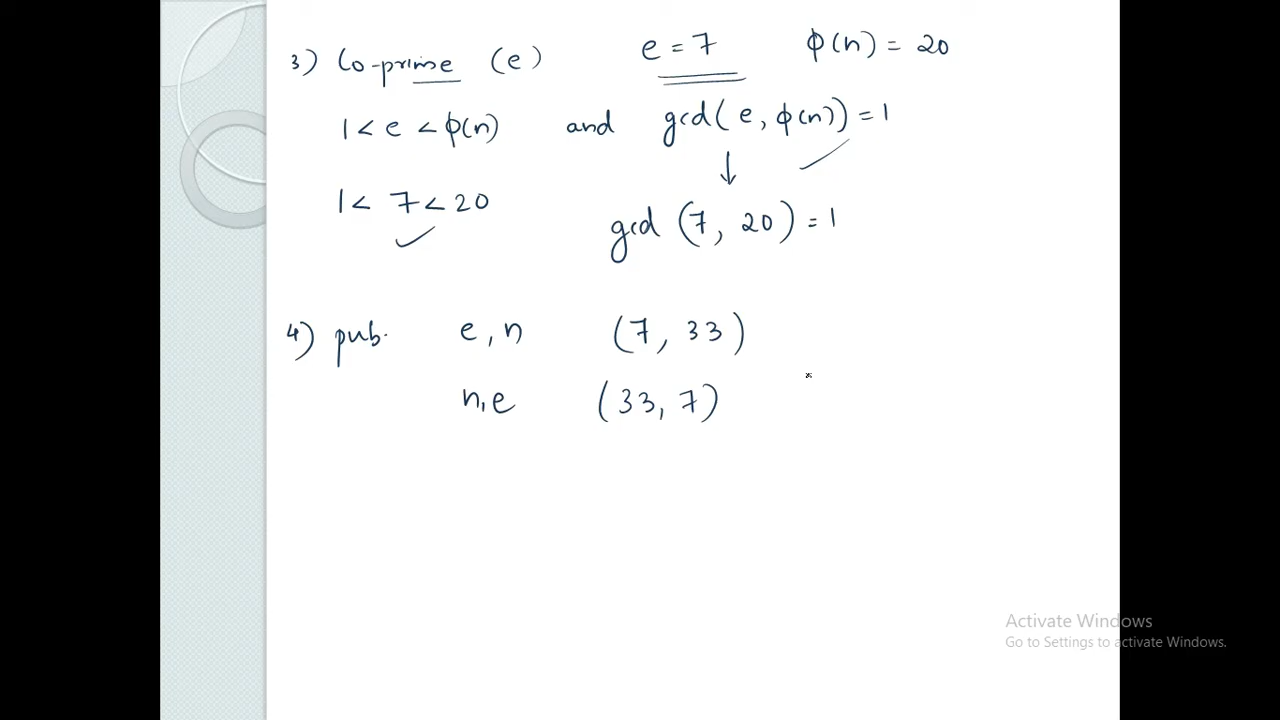 3) Co-prime (e) e = 7 ϕ(n) = 20
1 < e < ϕ(n) and gcd(e, ϕ(n)) = 1
1 < 7 < 20
gcd (7, 20) = 1
4) pub. e, n (7, 33)
n, e (33, 7)
Activate Windows
Go to Settings to activate Windows.